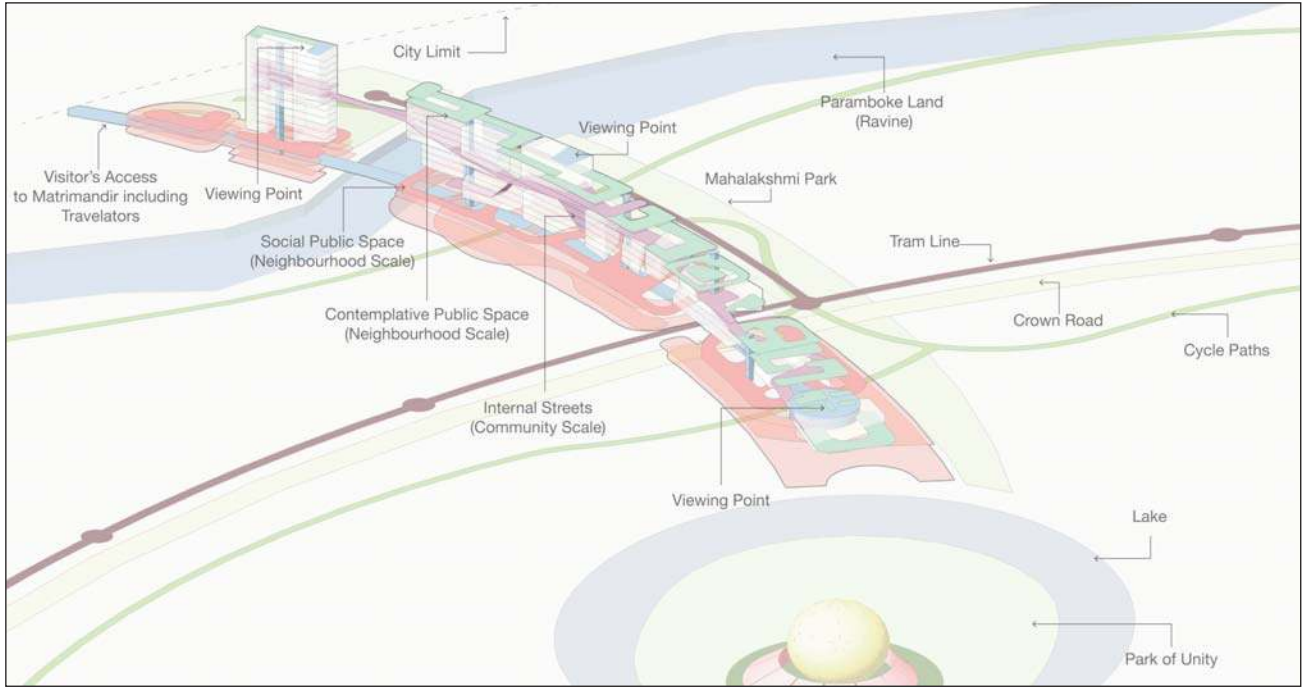 City Limit
Paramboke Land
(Ravine)
Viewing Point
Visitor's Access
to Matrimandir including
Travelators
Viewing Point
Mahalakshmi Park
Social Public Space
(Neighbourhood Scale)
Tram Line
Contemplative Public Space
(Neighbourhood Scale)
Crown Road
Cycle Paths
Internal Streets
(Community Scale)
Viewing Point
Lake
Park of Unity